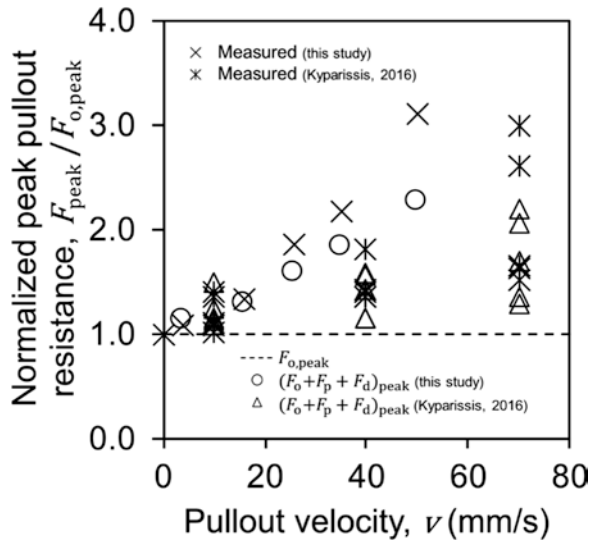 Normalized peak pullout
resistance, F_peak / F_o,peak
4.0
3.0
2.0
1.0
0.0
× Measured (this study)
Measured (Kyparissis, 2016)
F_o,peak
(F_o+F_p + F_d)_peak (this study)
(F_o+F_p + F_d)_peak (Kyparissis, 2016)
0 20 40 60 80
Pullout velocity, v (mm/s)